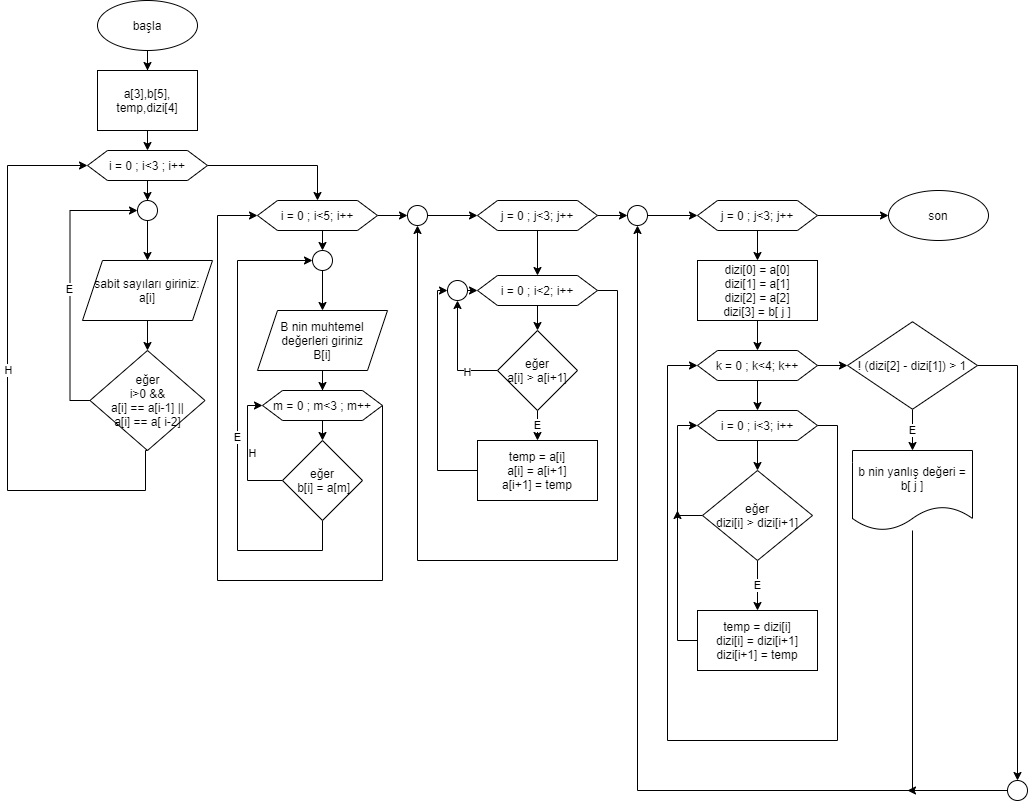 başla
a[3],b[5],
temp,dizi[4]
i = 0 ; i<3 ; i++
sabit sayıları giriniz:
a[i]
E
H
eğer
i>0 &&
a[i] == a[i-1] ||
a[i] == a[ i-2]
i = 0 ; i<5; i++
B nin muhtemel
değerleri giriniz
B[i]
m = 0 ; m<3 ; m++
E
H
eğer
b[i] = a[m]
j = 0 ; j<3; j++
i = 0 ; i<2; i++
eğer
a[i] > a[i+1]
H
E
temp = a[i]
a[i] = a[i+1]
a[i+1] = temp
j = 0 ; j<3; j++
son
dizi[0] = a[0]
dizi[1] = a[1]
dizi[2] = a[2]
dizi[3] = b[ j ]
k = 0 ; k<4; k++
! (dizi[2] - dizi[1]) > 1
i = 0 ; i<3; i++
E
b nin yanlış değeri =
b[ j ]
eğer
dizi[i] > dizi[i+1]
E
temp = dizi[i]
dizi[i] = dizi[i+1]
dizi[i+1] = temp